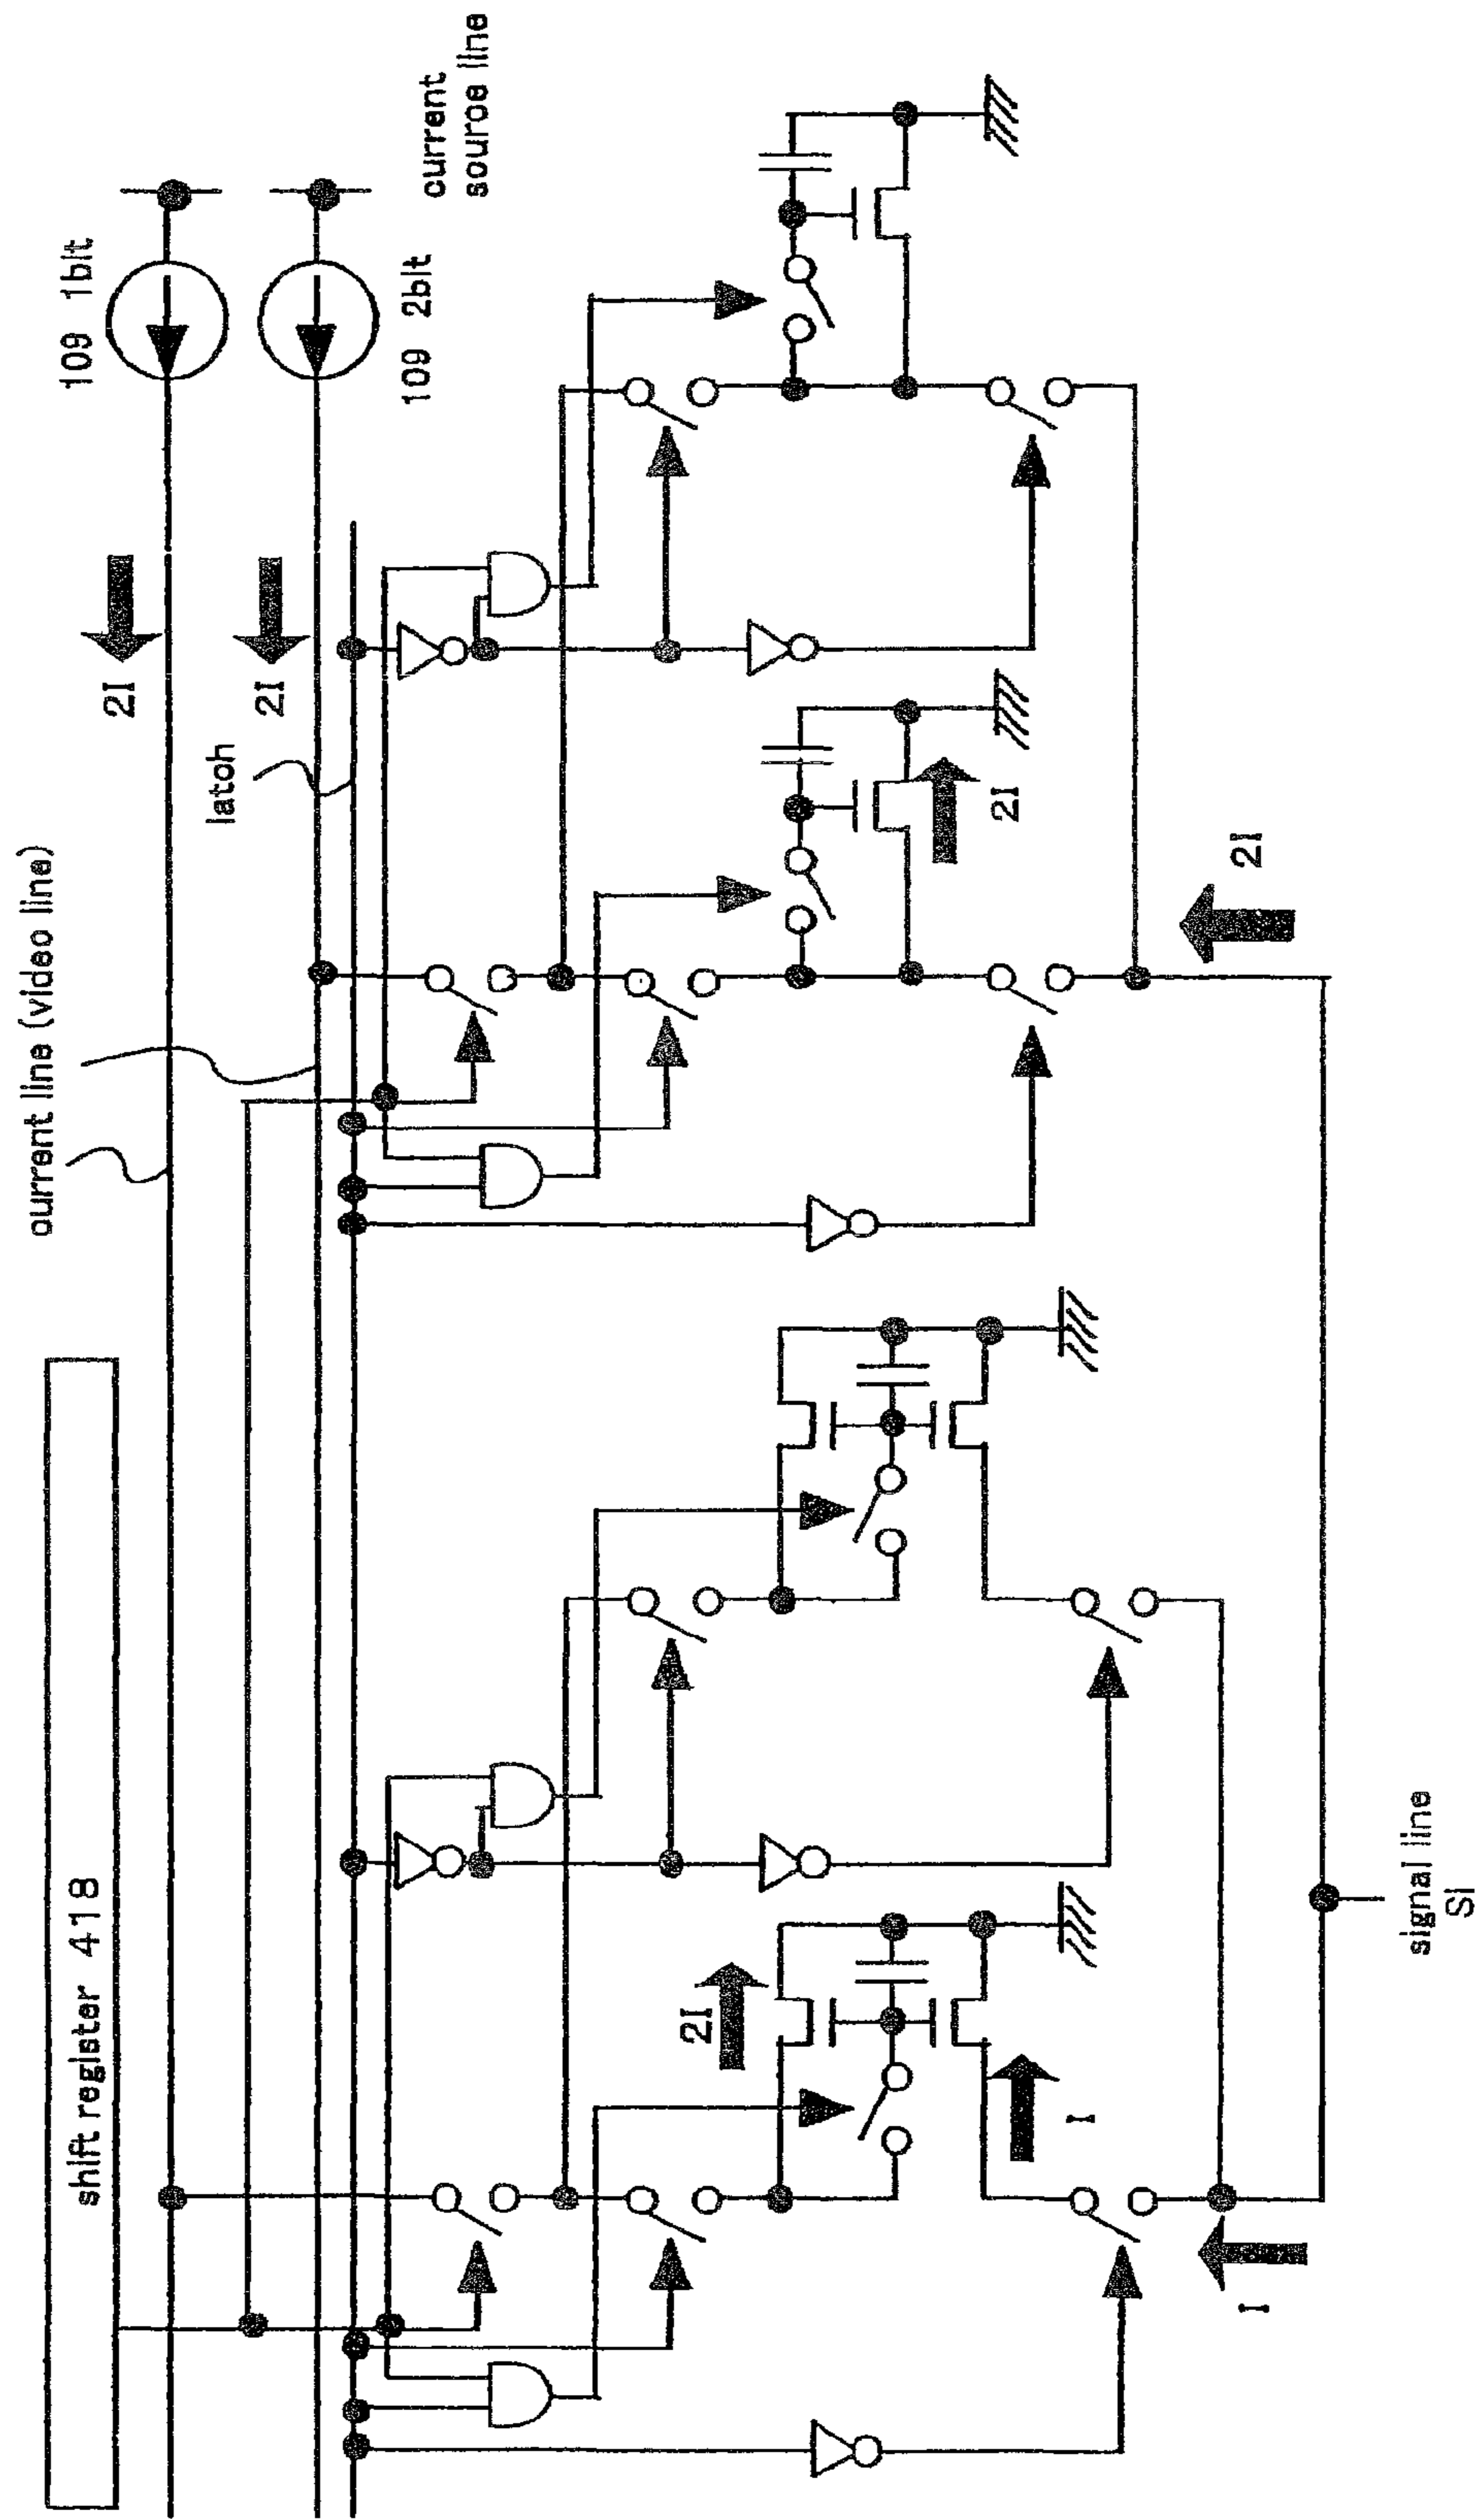 shift register 418
current line (video line)
109 1bit
2I
2I
latch
109 2bit
current
source line
2I
2I
I
2I
I
signal line
Si